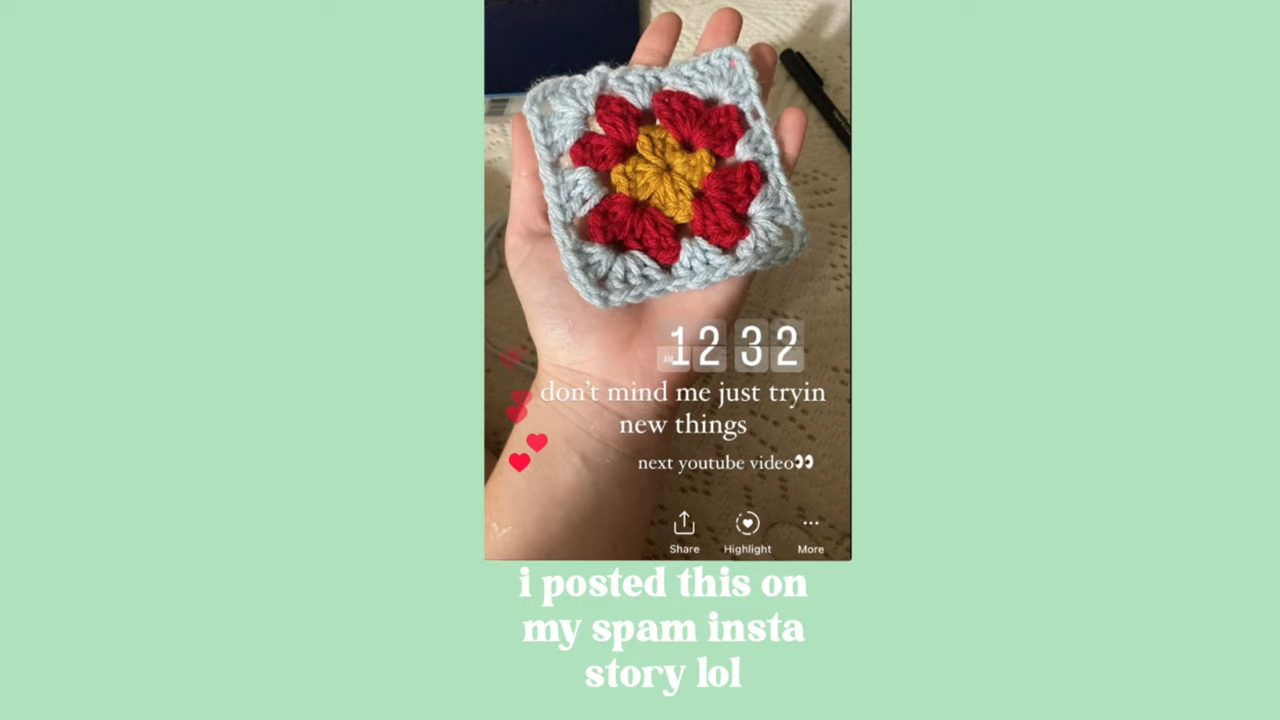 AM 12 32
don't mind me just tryin
new things
next youtube video👀
Share Highlight More
i posted this on
my spam insta
story lol